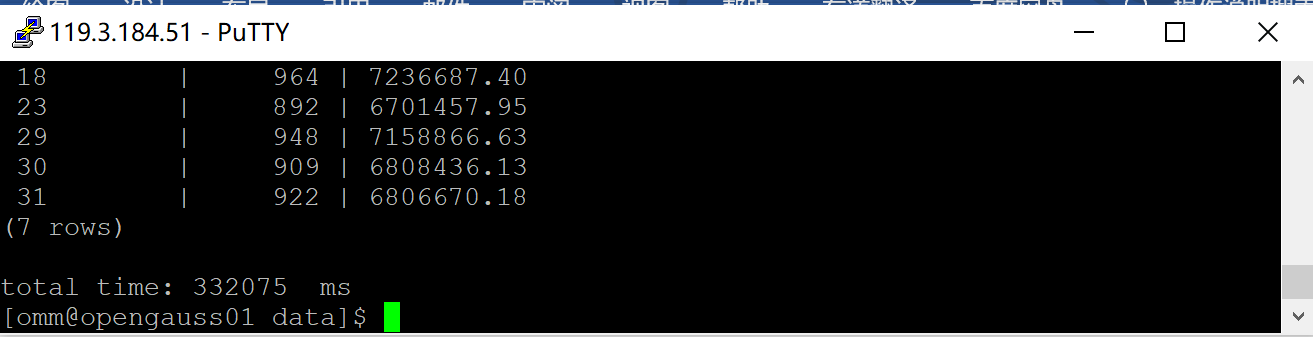 119.3.184.51 - PuTTY
18 | 964 | 7236687.40
23 | 892 | 6701457.95
29 | 948 | 7158866.63
30 | 909 | 6808436.13
31 | 922 | 6806670.18
(7 rows)
total time: 332075 ms
[omm@opengauss01 data]$